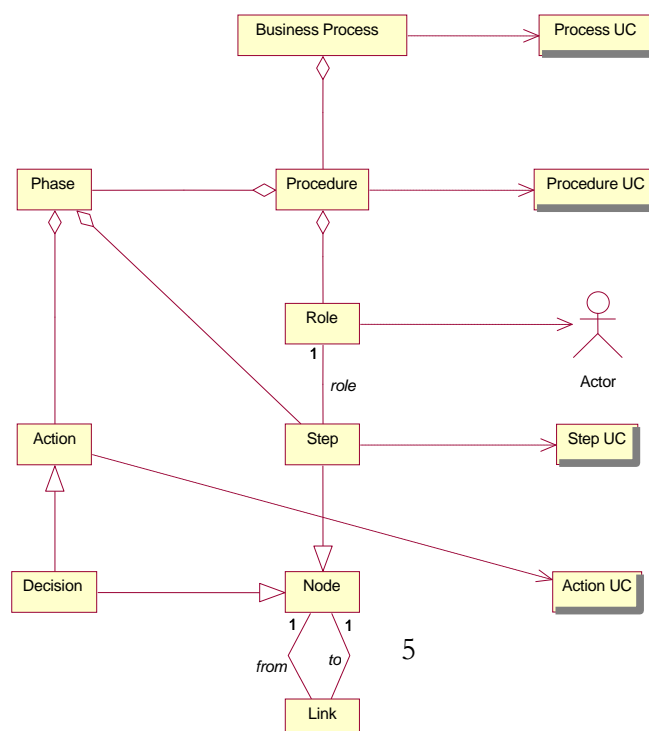 Business Process
Process UC
Phase
Procedure
Procedure UC
Role
1
role
Actor
Action
Step
Step UC
Decision
Node
Action UC
1
1
from
to
5
Link